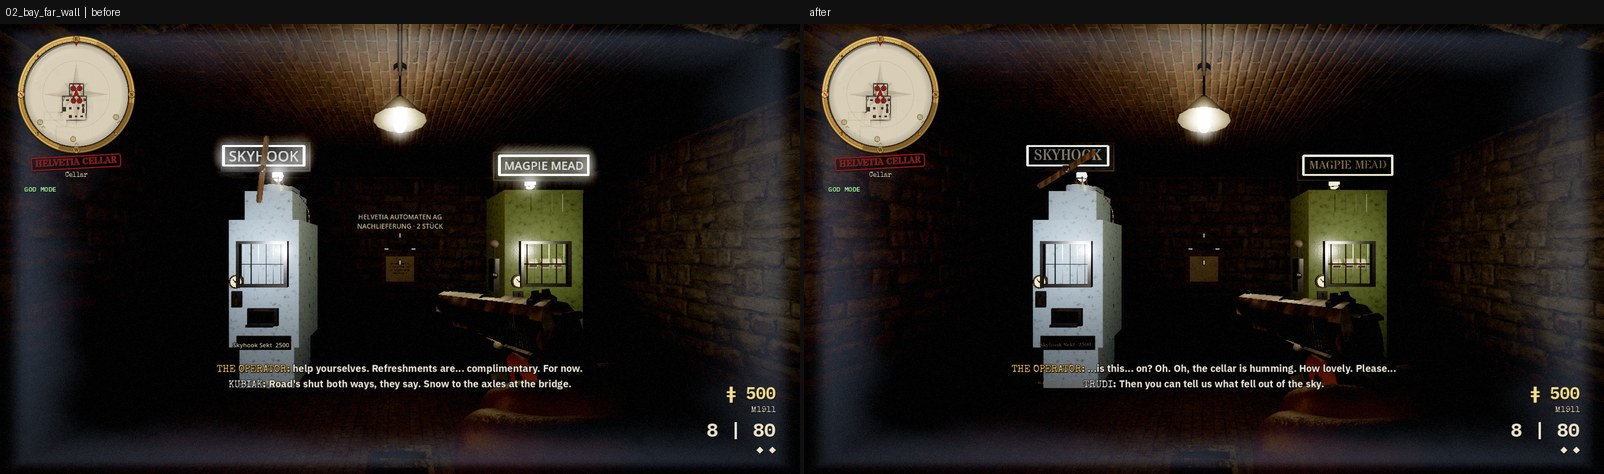 02_bay_far_wall | before
HELVETIA CELLAR
Cellar
GOD MODE
SKYHOOK
MAGPIE MEAD
HELVETIA AUTOMATEN AG
NACHLIEFERUNG · 2 STÜCK
Skyhook Sekt 2500
THE OPERATOR: help yourselves. Refreshments are... complimentary. For now.
KUBIAK: Road's shut both ways, they say. Snow to the axles at the bridge.
500
M1911
8 | 80
after
HELVETIA CELLAR
Cellar
GOD MODE
SKYHOOK
MAGPIE MEAD
Skyhook Sekt 2500
THE OPERATOR: ...is this... on? Oh. Oh, the cellar is humming. How lovely. Please...
TRUDI: Then you can tell us what fell out of the sky.
500
M1911
8 | 80